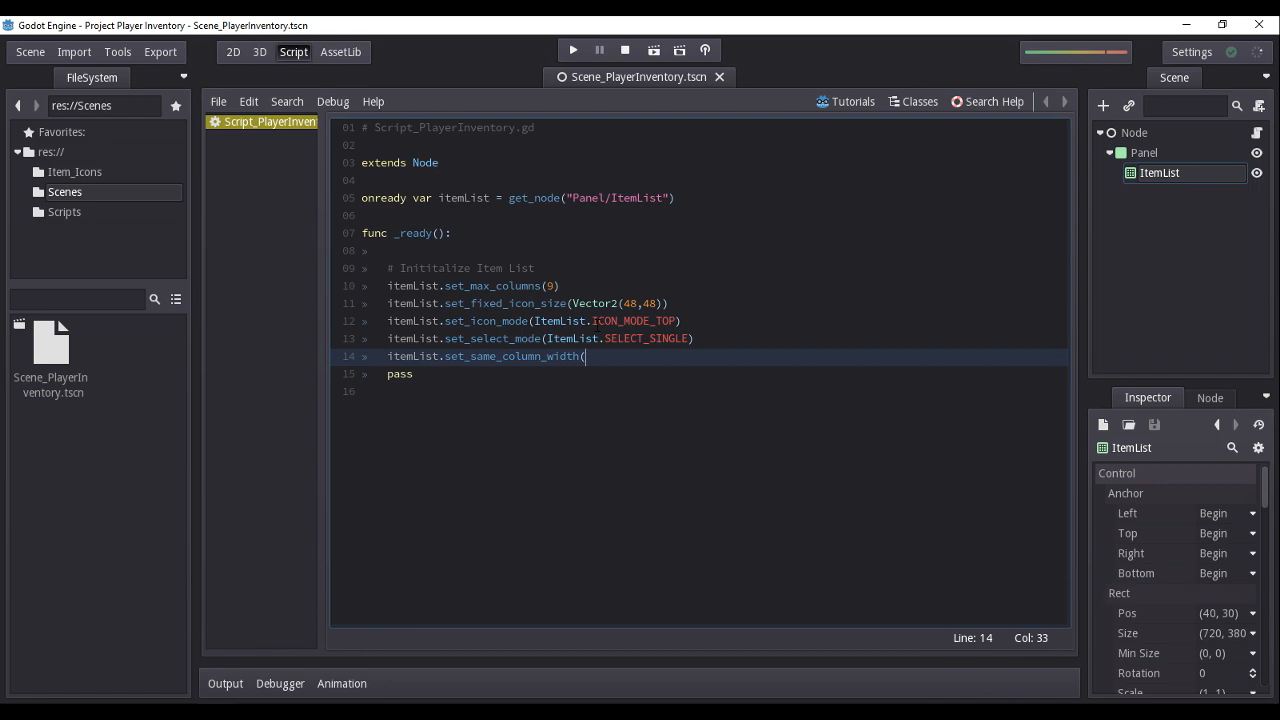 Godot Engine - Project Player Inventory - Scene_PlayerInventory.tscn
Scene Import Tools Export 2D 3D Script AssetLib Settings
FileSystem Scene_PlayerInventory.tscn Scene
res://Scenes File Edit Search Debug Help Tutorials Classes Search Help
Favorites:
res://
Item_Icons
Scenes
Scripts
Scene_PlayerIn
ventory.tscn
Script_PlayerInven
01 # Script_PlayerInventory.gd
02
03 extends Node
04
05 onready var itemList = get_node("Panel/ItemList")
06
07 func _ready():
08 »
09 » # Inititalize Item List
10 » itemList.set_max_columns(9)
11 » itemList.set_fixed_icon_size(Vector2(48,48))
12 » itemList.set_icon_mode(ItemList.ICON_MODE_TOP)
13 » itemList.set_select_mode(ItemList.SELECT_SINGLE)
14 » itemList.set_same_column_width(
15 » pass
16
Line: 14 Col: 33
Output Debugger Animation
Node
Panel
ItemList
Inspector Node
ItemList
Control
Anchor
Left Begin
Top Begin
Right Begin
Bottom Begin
Rect
Pos (40, 30)
Size (720, 380
Min Size (0, 0)
Rotation 0
Scale (1, 1)